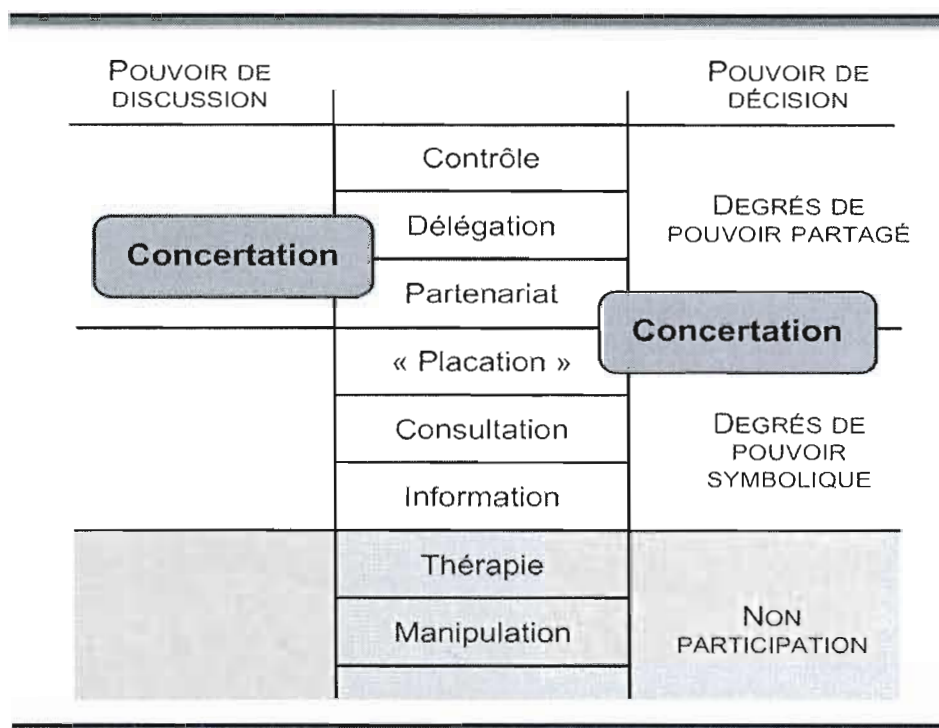 POUVOIR DE
DISCUSSION
POUVOIR DE
DÉCISION
Contrôle
Délégation
Partenariat
DEGRÉS DE
POUVOIR PARTAGÉ
Concertation
Concertation
« Placation »
Consultation
Information
DEGRÉS DE
POUVOIR
SYMBOLIQUE
Thérapie
Manipulation
NON
PARTICIPATION